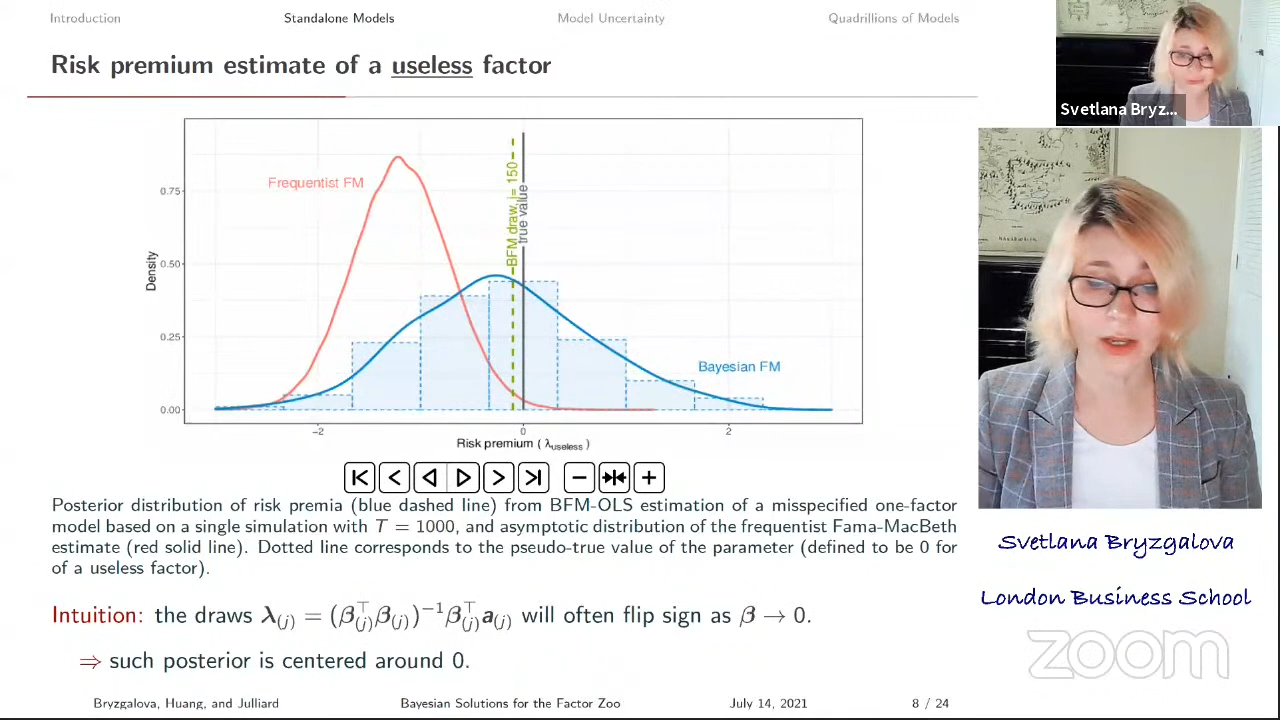 Introduction
Standalone Models
Model Uncertainty
Quadrillions of Models
Risk premium estimate of a useless factor
Svetlana Bryz...
Frequentist FM
BFM draw, j= 150
true value
Bayesian FM
Density
0.75
0.50
0.25
0.00
−2
0
2
Risk premium ( λuseless )
Posterior distribution of risk premia (blue dashed line) from BFM-OLS estimation of a misspecified one-factor
model based on a single simulation with T = 1000, and asymptotic distribution of the frequentist Fama-MacBeth
estimate (red solid line). Dotted line corresponds to the pseudo-true value of the parameter (defined to be 0 for
of a useless factor).
Intuition: the draws λ(j) = (β⊤(j)β(j))−1β⊤(j)a(j) will often flip sign as β → 0.
⇒ such posterior is centered around 0.
Bryzgalova, Huang, and Julliard
Bayesian Solutions for the Factor Zoo
July 14, 2021
8 / 24
Svetlana Bryzgalova
London Business School
zoom